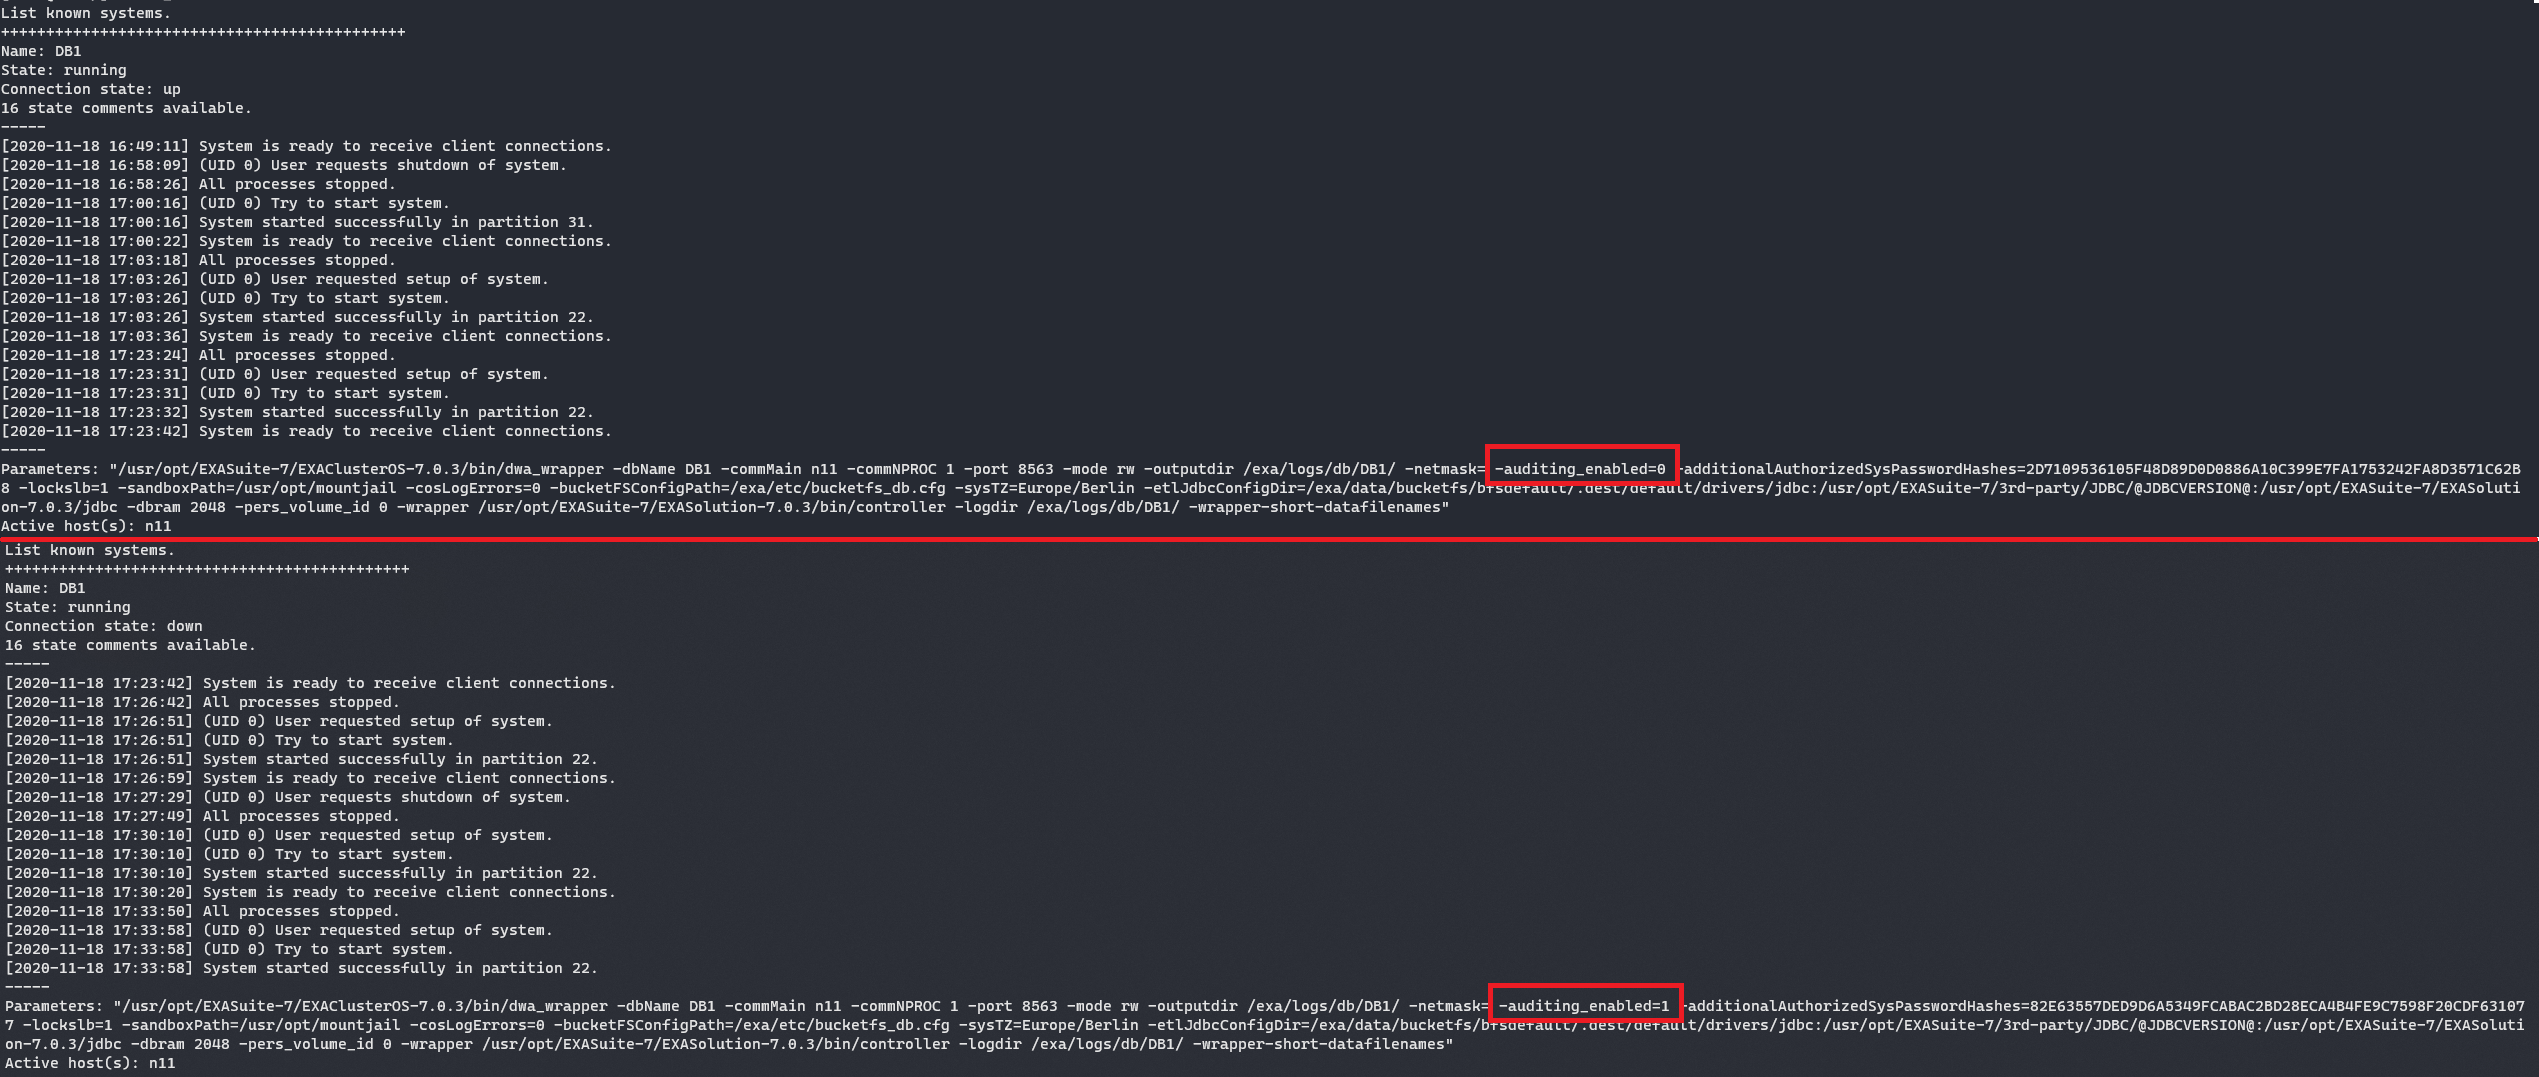 List known systems.
+++++++++++++++++++++++++++++++++++++++++++++
Name: DB1
State: running
Connection state: up
16 state comments available.
-----
[2020-11-18 16:49:11] System is ready to receive client connections.
[2020-11-18 16:58:09] (UID 0) User requests shutdown of system.
[2020-11-18 16:58:26] All processes stopped.
[2020-11-18 17:00:16] (UID 0) Try to start system.
[2020-11-18 17:00:16] System started successfully in partition 31.
[2020-11-18 17:00:22] System is ready to receive client connections.
[2020-11-18 17:03:18] All processes stopped.
[2020-11-18 17:03:26] (UID 0) User requested setup of system.
[2020-11-18 17:03:26] (UID 0) Try to start system.
[2020-11-18 17:03:26] System started successfully in partition 22.
[2020-11-18 17:03:36] System is ready to receive client connections.
[2020-11-18 17:23:24] All processes stopped.
[2020-11-18 17:23:31] (UID 0) User requested setup of system.
[2020-11-18 17:23:31] (UID 0) Try to start system.
[2020-11-18 17:23:32] System started successfully in partition 22.
[2020-11-18 17:23:42] System is ready to receive client connections.
-----
Parameters: "/usr/opt/EXASuite-7/EXAClusterOS-7.0.3/bin/dwa_wrapper -dbName DB1 -commMain n11 -commNPROC 1 -port 8563 -mode rw -outputdir /exa/logs/db/DB1/ -netmask= -auditing_enabled=0 -additionalAuthorizedSysPasswordHashes=2D7109536105F48D89D0D0886A10C399E7FA1753242FA8D3571C62B
8 -lockslb=1 -sandboxPath=/usr/opt/mountjail -cosLogErrors=0 -bucketFSConfigPath=/exa/etc/bucketfs_db.cfg -sysTZ=Europe/Berlin -etlJdbcConfigDir=/exa/data/bucketfs/bfsdefault/.dest/default/drivers/jdbc:/usr/opt/EXASuite-7/3rd-party/JDBC/@JDBCVERSION@:/usr/opt/EXASuite-7/EXASoluti
on-7.0.3/jdbc -dbram 2048 -pers_volume_id 0 -wrapper /usr/opt/EXASuite-7/EXASolution-7.0.3/bin/controller -logdir /exa/logs/db/DB1/ -wrapper-short-datafilenames"
Active host(s): n11
List known systems.
+++++++++++++++++++++++++++++++++++++++++++++
Name: DB1
State: running
Connection state: down
16 state comments available.
-----
[2020-11-18 17:23:42] System is ready to receive client connections.
[2020-11-18 17:26:42] All processes stopped.
[2020-11-18 17:26:51] (UID 0) User requested setup of system.
[2020-11-18 17:26:51] (UID 0) Try to start system.
[2020-11-18 17:26:51] System started successfully in partition 22.
[2020-11-18 17:26:59] System is ready to receive client connections.
[2020-11-18 17:27:29] (UID 0) User requests shutdown of system.
[2020-11-18 17:27:49] All processes stopped.
[2020-11-18 17:30:10] (UID 0) User requested setup of system.
[2020-11-18 17:30:10] (UID 0) Try to start system.
[2020-11-18 17:30:10] System started successfully in partition 22.
[2020-11-18 17:30:20] System is ready to receive client connections.
[2020-11-18 17:33:50] All processes stopped.
[2020-11-18 17:33:58] (UID 0) User requested setup of system.
[2020-11-18 17:33:58] (UID 0) Try to start system.
[2020-11-18 17:33:58] System started successfully in partition 22.
-----
Parameters: "/usr/opt/EXASuite-7/EXAClusterOS-7.0.3/bin/dwa_wrapper -dbName DB1 -commMain n11 -commNPROC 1 -port 8563 -mode rw -outputdir /exa/logs/db/DB1/ -netmask= -auditing_enabled=1 -additionalAuthorizedSysPasswordHashes=82E63557DED9D6A5349FCABAC2BD28ECA4B4FE9C7598F20CDF63107
7 -lockslb=1 -sandboxPath=/usr/opt/mountjail -cosLogErrors=0 -bucketFSConfigPath=/exa/etc/bucketfs_db.cfg -sysTZ=Europe/Berlin -etlJdbcConfigDir=/exa/data/bucketfs/bfsdefault/.dest/default/drivers/jdbc:/usr/opt/EXASuite-7/3rd-party/JDBC/@JDBCVERSION@:/usr/opt/EXASuite-7/EXASoluti
on-7.0.3/jdbc -dbram 2048 -pers_volume_id 0 -wrapper /usr/opt/EXASuite-7/EXASolution-7.0.3/bin/controller -logdir /exa/logs/db/DB1/ -wrapper-short-datafilenames"
Active host(s): n11